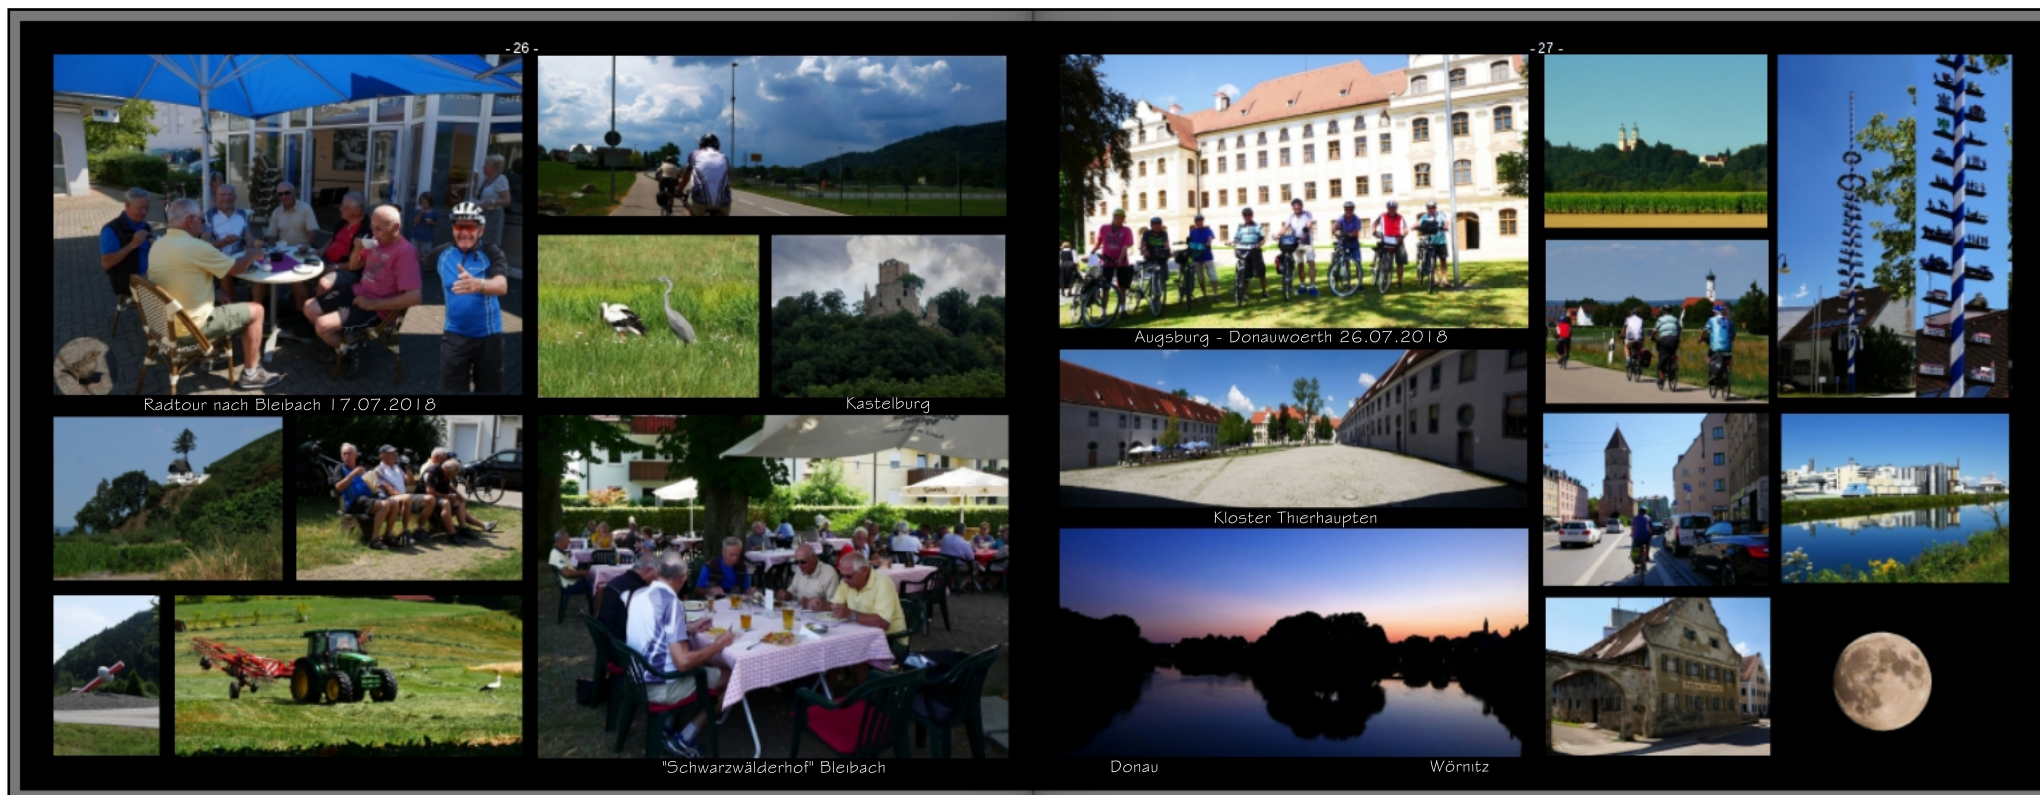 - 26 -
Radtour nach Bleibach 17.07.2018
Kastelburg
"Schwarzwälderhof" Bleibach
- 27 -
Augsburg - Donauwoerth 26.07.2018
Kloster Thierhaupten
Donau
Wörnitz